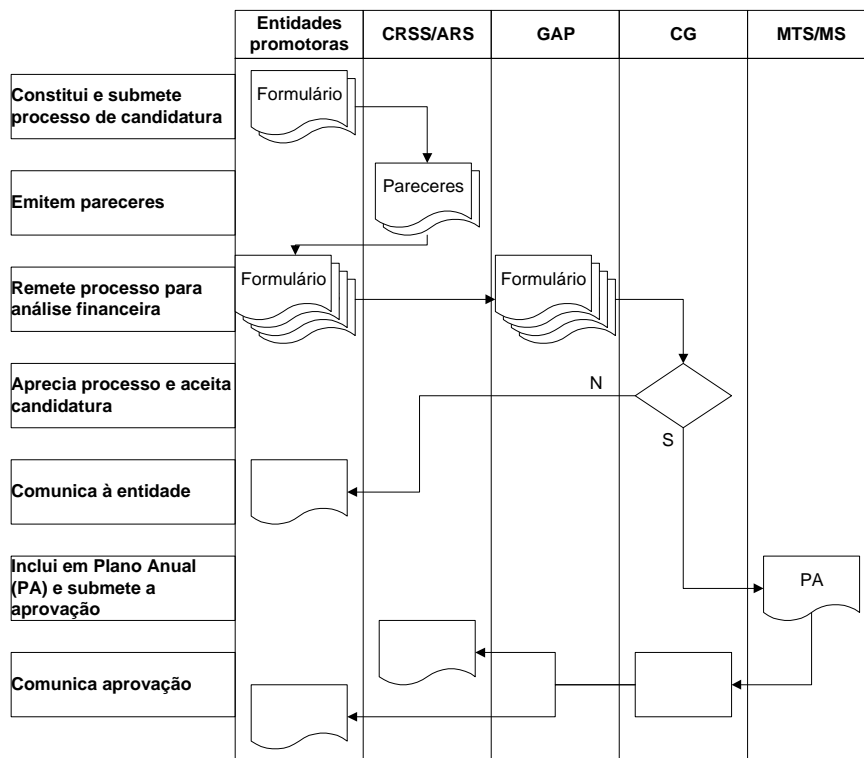 Entidades
promotoras
CRSS/ARS
GAP
CG
MTS/MS
Constitui e submete
processo de candidatura
Formulário
Emitem pareceres
Pareceres
Remete processo para
análise financeira
Formulário
Formulário
Aprecia processo e aceita
candidatura
N
S
Comunica à entidade
Inclui em Plano Anual
(PA) e submete a
aprovação
PA
Comunica aprovação